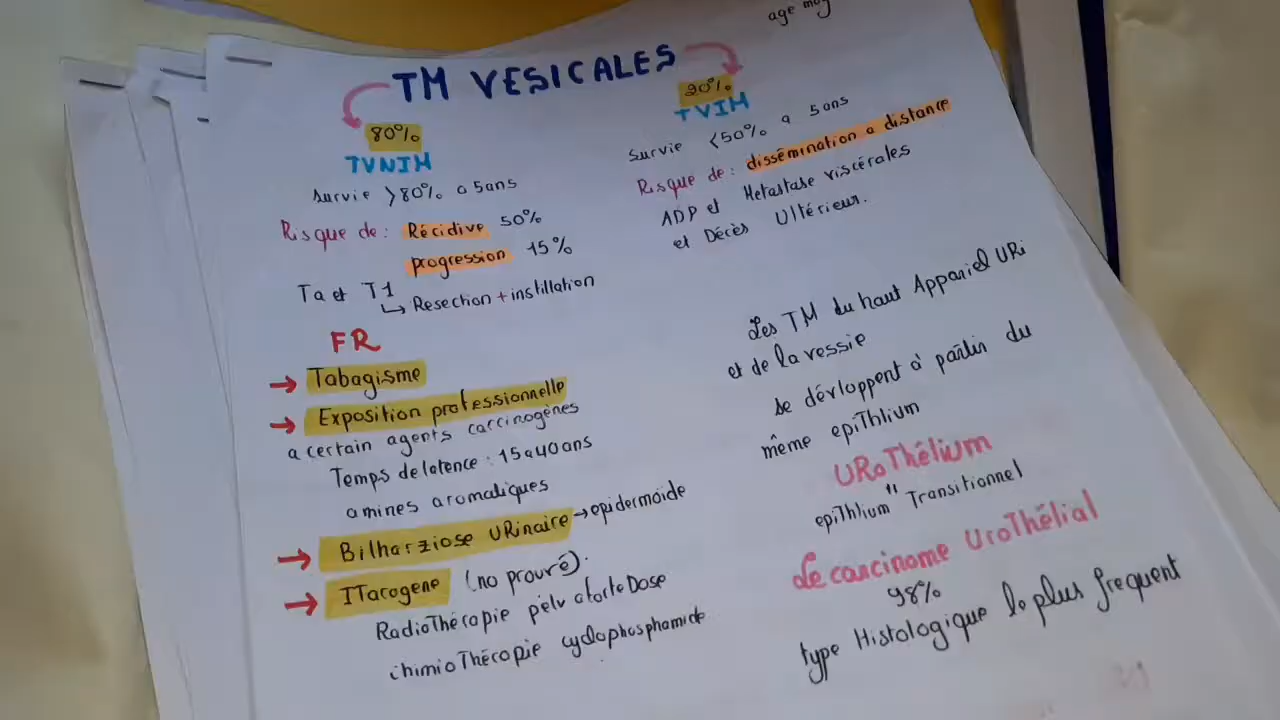 age moy
TM VESICALES
80%
TVNIM
Survie >80% a 5ans
Risque de : Récidive 50%
progression 15%
Ta et T1
↳ Resection + instillation
FR
→ Tabagisme
→ Exposition professionnelle
a certain agents carcinogènes
Temps de latence : 15 a 40 ans
amines aromatiques
→ Bilharziose URinaire → epidermoide
→ ITarogene (no prouvé).
RadioThérapie pelv a forte Dose
chimioThérapie cyclophosphamide
20%
TVIM
Survie <50% a 5ans
Risque de : dissémination a distance
ADP et Metastase viscérales
et Décès Ultérieur.
Les TM du haut Appariel URi
et de la vessie
se dévloppent à partir du
même epiThlium
URoThélium
epiThlium " Transitionnel
Le carcinome UroThélial
98%
type Histologique le plus frequent